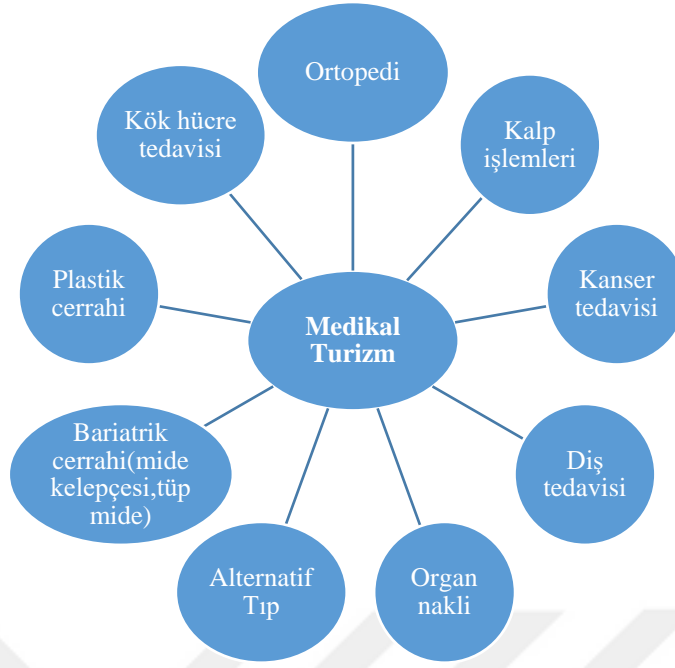 Ortopedi
Kalp
işlemleri
Kanser
tedavisi
Diş
tedavisi
Organ
nakli
Alternatif
Tıp
Bariatrik
cerrahi(mide
kelepçesi,tüp
mide)
Plastik
cerrahi
Kök hücre
tedavisi
Medikal
Turizm